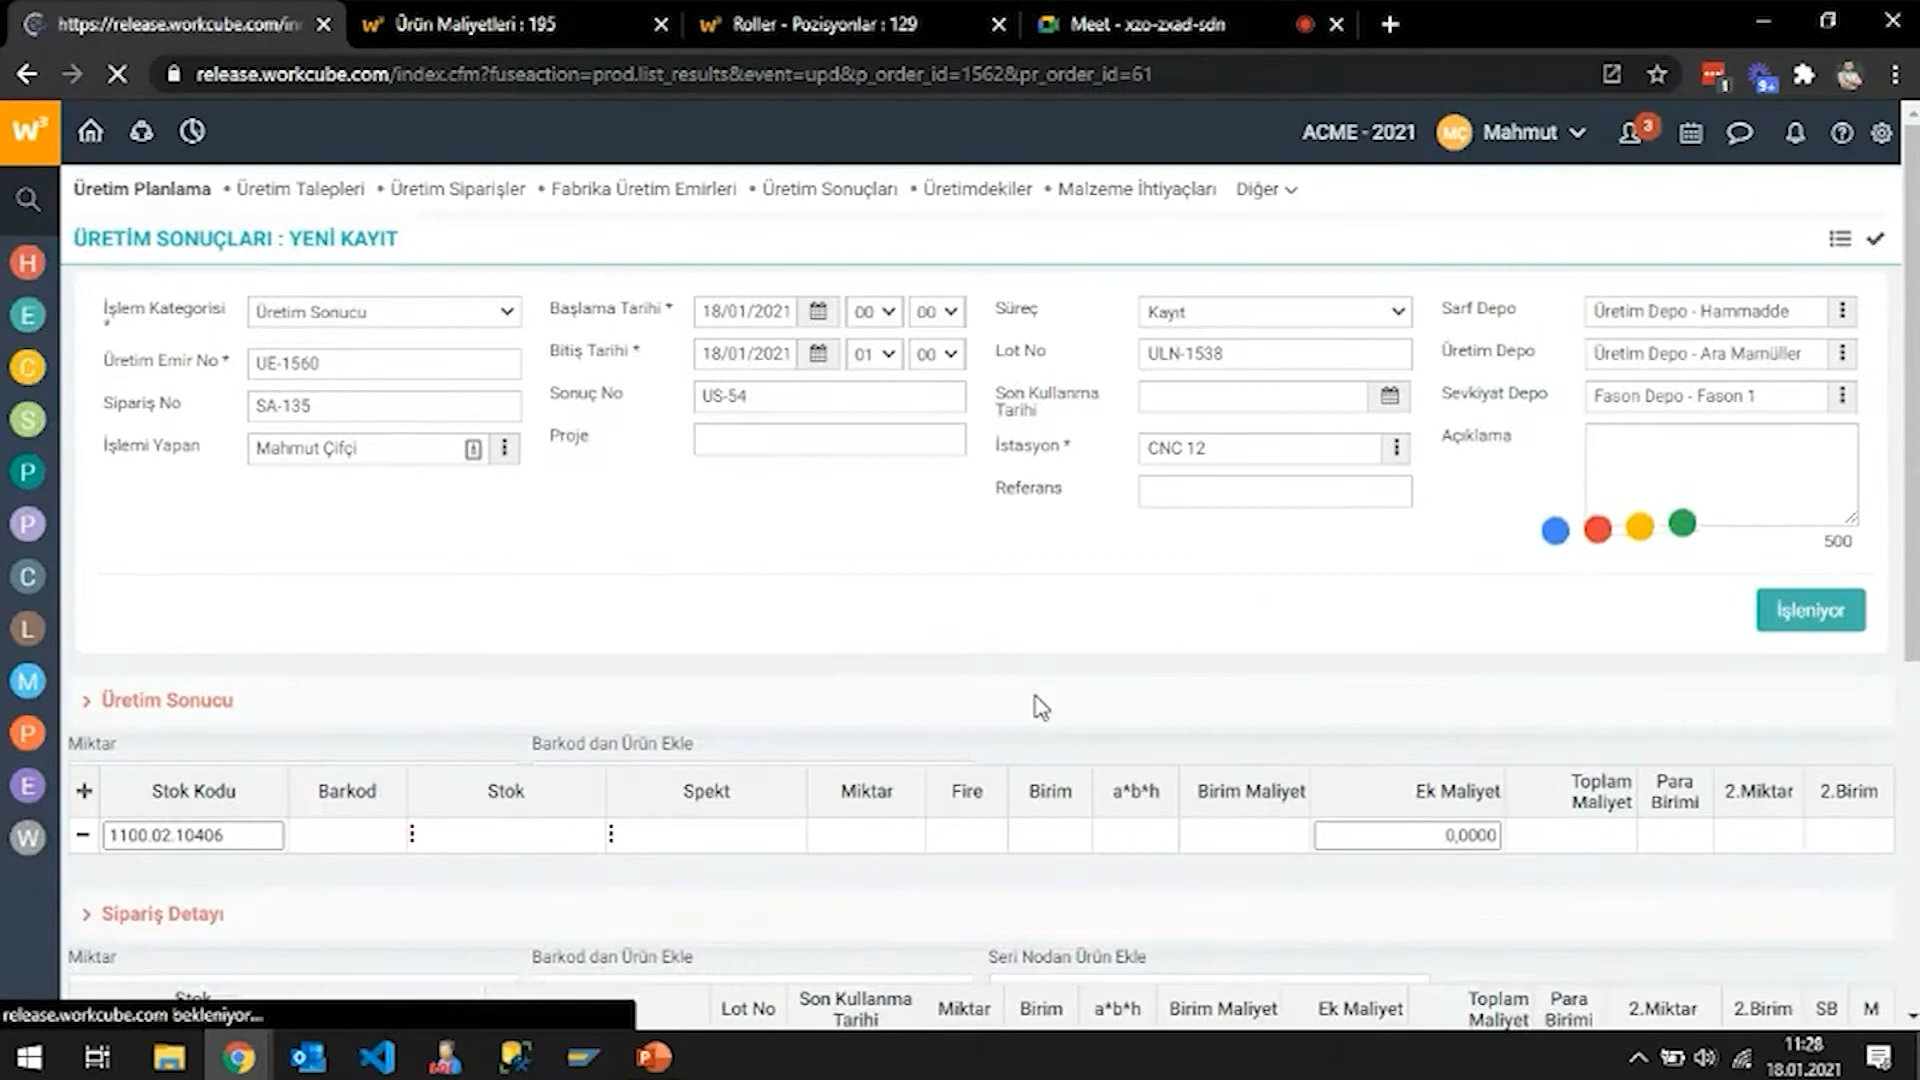 https://release.workcube.com/in
Ürün Maliyetleri : 195
Roller - Pozisyonlar : 129
Meet - xzo-zxad-sdn
release.workcube.com/index.cfm?fuseaction=prod.list_results&event=upd&p_order_id=1562&pr_order_id=61
1
9+
W³
ACME - 2021
MÇ
Mahmut
3
Üretim Planlama • Üretim Talepleri • Üretim Siparişler • Fabrika Üretim Emirleri • Üretim Sonuçları • Üretimdekiler • Malzeme İhtiyaçları Diğer
ÜRETİM SONUÇLARI : YENİ KAYIT
H
E
C
S
P
P
C
L
M
P
E
W
İşlem Kategorisi *
Üretim Sonucu
Üretim Emir No *
UE-1560
Sipariş No
SA-135
İşlemi Yapan
Mahmut Çifçi
Başlama Tarihi *
18/01/2021 00 00
Bitiş Tarihi *
18/01/2021 01 00
Sonuç No
US-54
Proje
Süreç
Kayıt
Lot No
ULN-1538
Son Kullanma
Tarihi
İstasyon *
CNC 12
Referans
Sarf Depo
Üretim Depo - Hammadde
Üretim Depo
Üretim Depo - Ara Mamüller
Sevkiyat Depo
Fason Depo - Fason 1
Açıklama
500
İşleniyor
Üretim Sonucu
Miktar Barkod dan Ürün Ekle
+ Stok Kodu Barkod Stok Spekt Miktar Fire Birim a*b*h Birim Maliyet Ek Maliyet Toplam Maliyet Para Birimi 2.Miktar 2.Birim
1100.02.10406 0,0000
Sipariş Detayı
Miktar Barkod dan Ürün Ekle Seri Nodan Ürün Ekle
Stok Lot No Son Kullanma Tarihi Miktar Birim a*b*h Birim Maliyet Ek Maliyet Toplam Maliyet Para Birimi 2.Miktar 2.Birim SB M
release.workcube.com bekleniyor...
11:28
18.01.2021